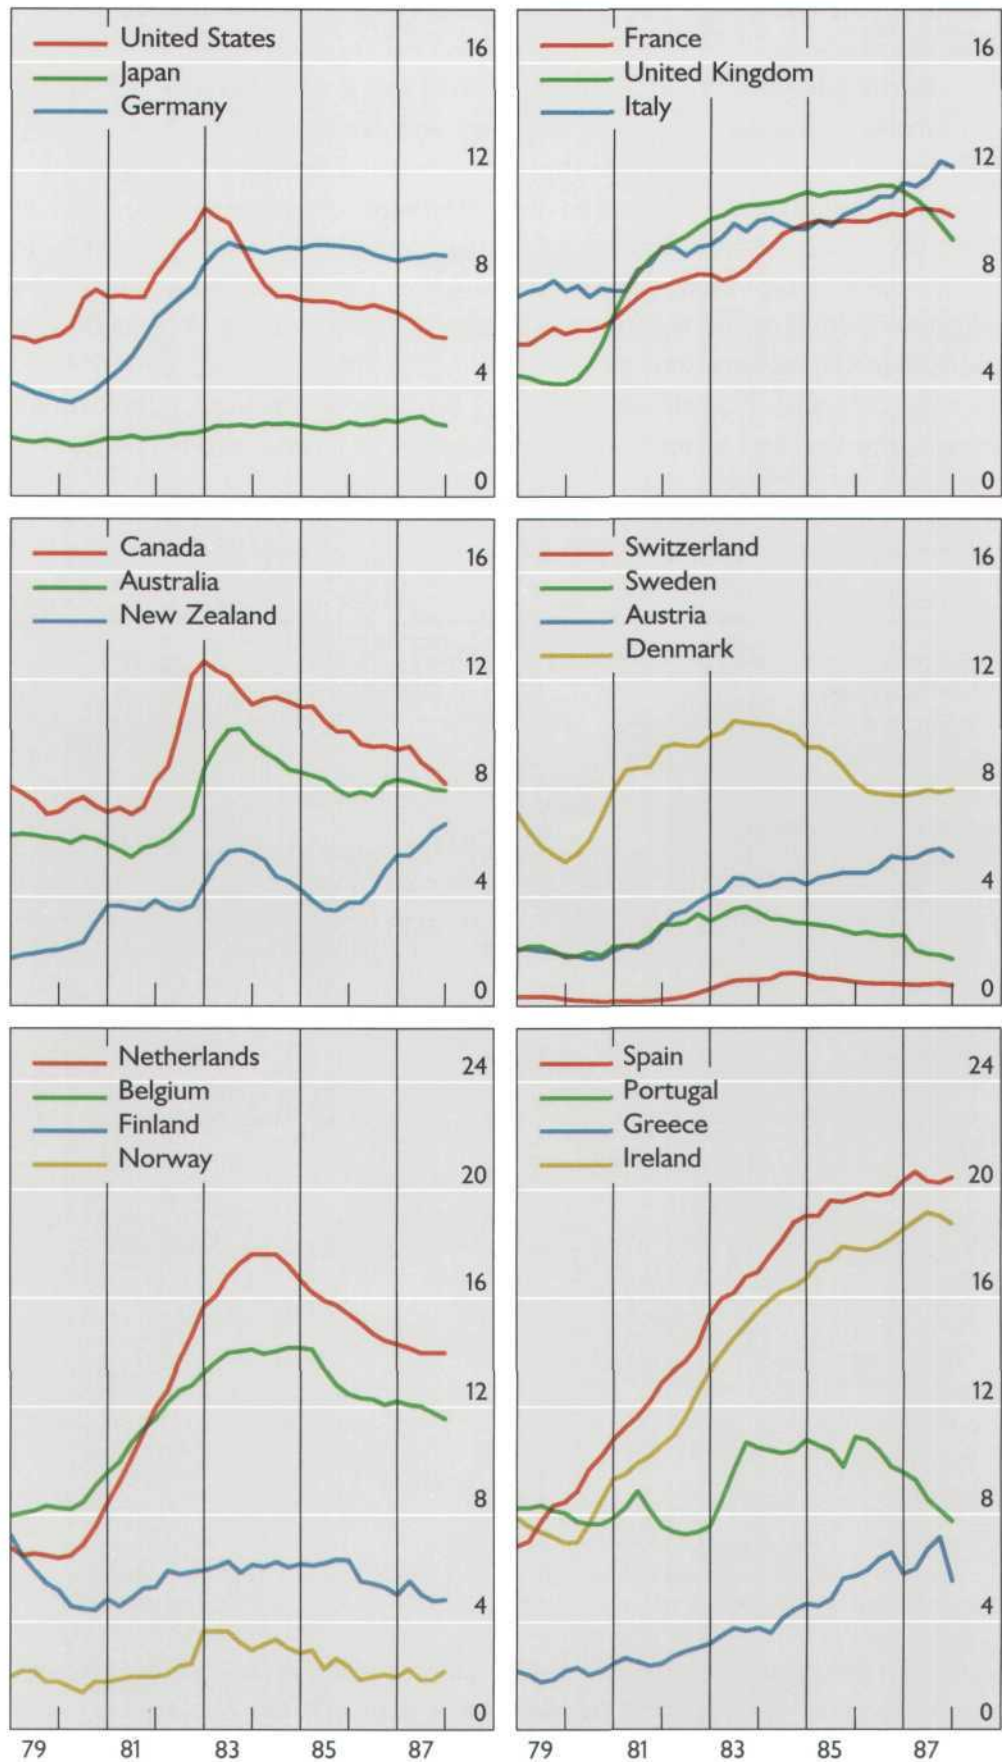 United States
Japan
Germany
16
12
8
4
0
France
United Kingdom
Italy
16
12
8
4
0
Canada
Australia
New Zealand
16
12
8
4
0
Switzerland
Sweden
Austria
Denmark
16
12
8
4
0
Netherlands
Belgium
Finland
Norway
24
20
16
12
8
4
0
79 81 83 85 87
Spain
Portugal
Greece
Ireland
24
20
16
12
8
4
0
79 81 83 85 87